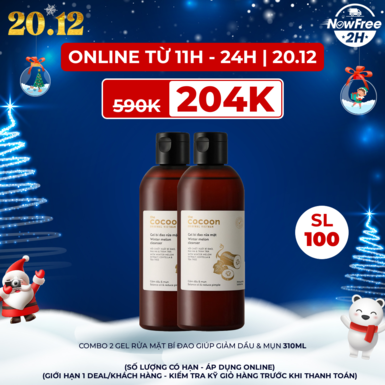 20.12
NowFree
2H
ONLINE TỪ 11H - 24H | 20.12
590K
204K
Cocoon
Cocoon
SL
100
COMBO 2 GEL RỬA MẶT BÍ ĐAO GIÚP GIẢM DẦU & MỤN 310ML
(SỐ LƯỢNG CÓ HẠN - ÁP DỤNG ONLINE)
(GIỚI HẠN 1 DEAL/KHÁCH HÀNG - KIỂM TRA KỸ GIỎ HÀNG TRƯỚC KHI THANH TOÁN)